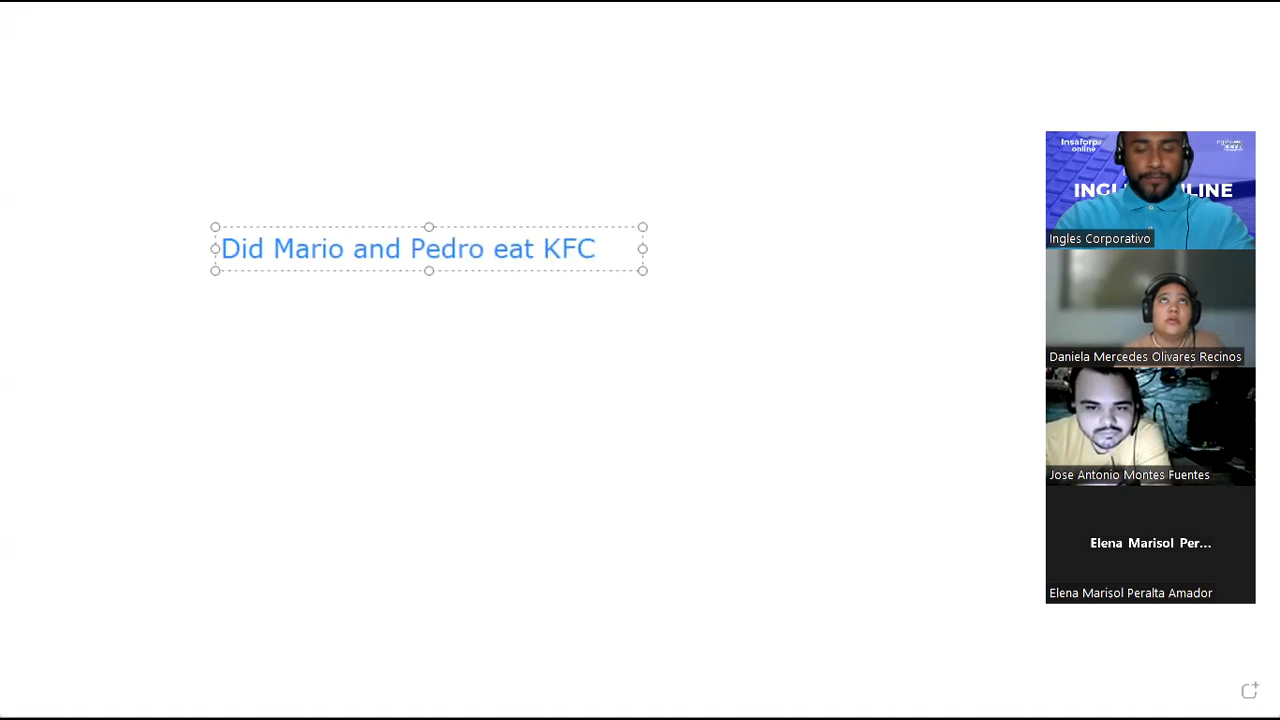 Did Mario and Pedro eat KFC
Insaforp
online
INGL
LINE
Ingles Corporativo
Daniela Mercedes Olivares Recinos
Jose Antonio Montes Fuentes
Elena Marisol Per...
Elena Marisol Peralta Amador